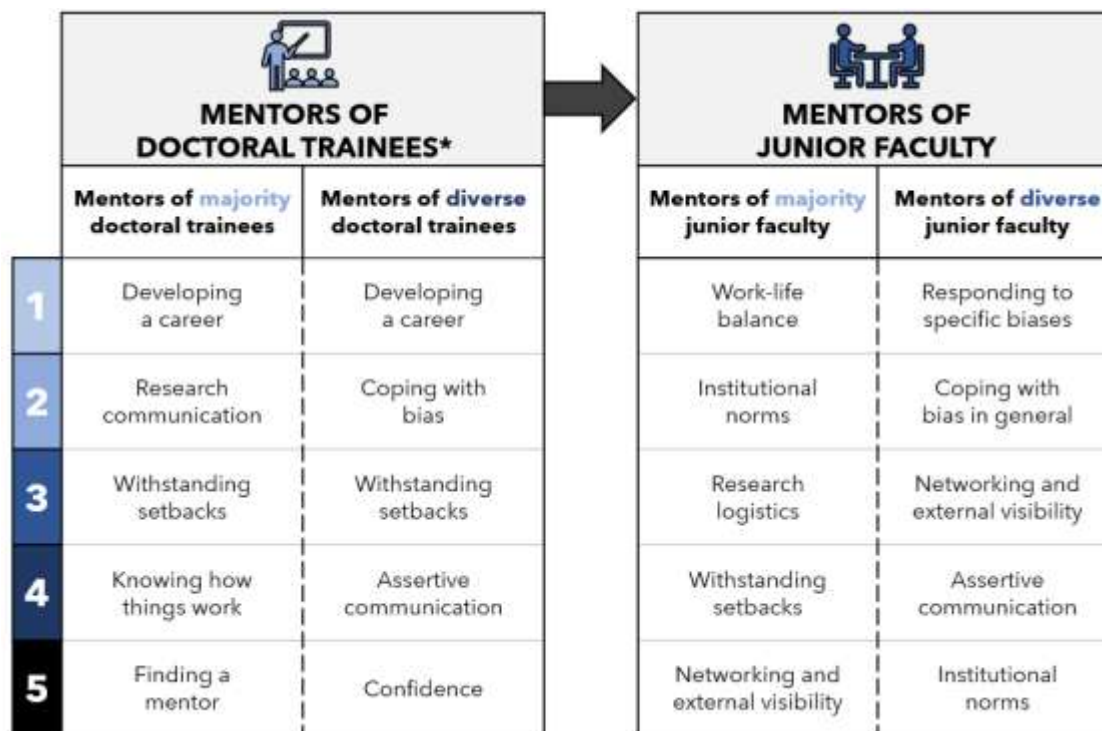 MENTORS OF
DOCTORAL TRAINEES*
MENTORS OF
JUNIOR FACULTY
Mentors of majority
doctoral trainees
Mentors of diverse
doctoral trainees
Mentors of majority
junior faculty
Mentors of diverse
junior faculty
1
Developing
a career
Developing
a career
Work-life
balance
Responding to
specific biases
2
Research
communication
Coping with
bias
Institutional
norms
Coping with
bias in general
3
Withstanding
setbacks
Withstanding
setbacks
Research
logistics
Networking and
external visibility
4
Knowing how
things work
Assertive
communication
Withstanding
setbacks
Assertive
communication
5
Finding a
mentor
Confidence
Networking and
external visibility
Institutional
norms